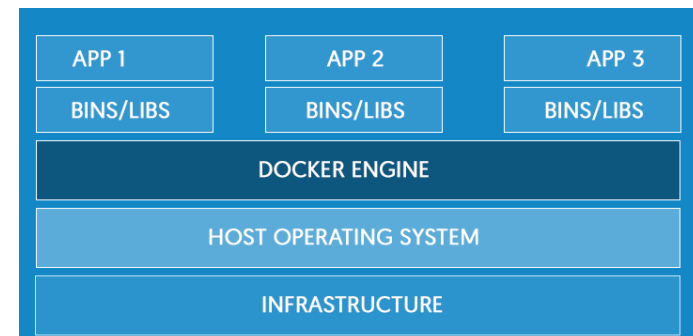 APP 1 APP 2 APP 3
BINS/LIBS BINS/LIBS BINS/LIBS
DOCKER ENGINE
HOST OPERATING SYSTEM
INFRASTRUCTURE